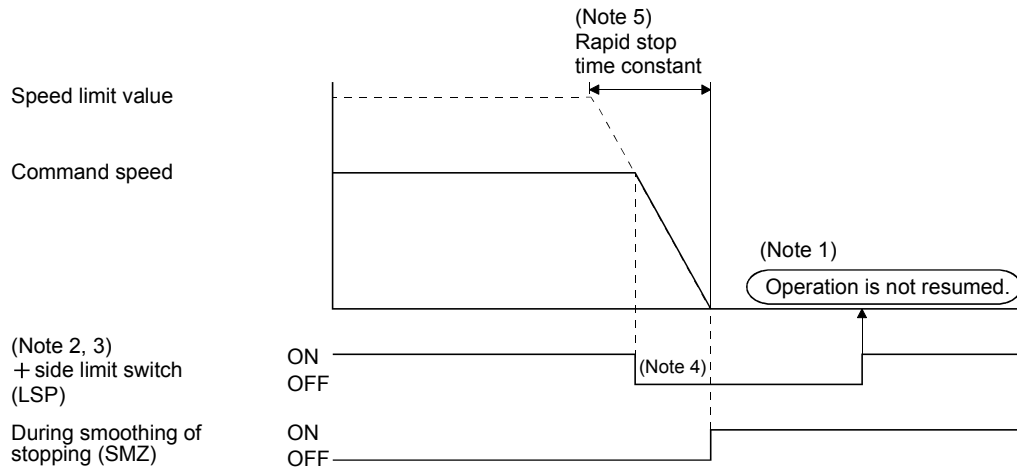 (Note 5)
Rapid stop
time constant
Speed limit value
Command speed
(Note 1)
Operation is not resumed.
(Note 2, 3)
+ side limit switch
(LSP)
ON
OFF
(Note 4)
During smoothing of
stopping (SMZ)
ON
OFF